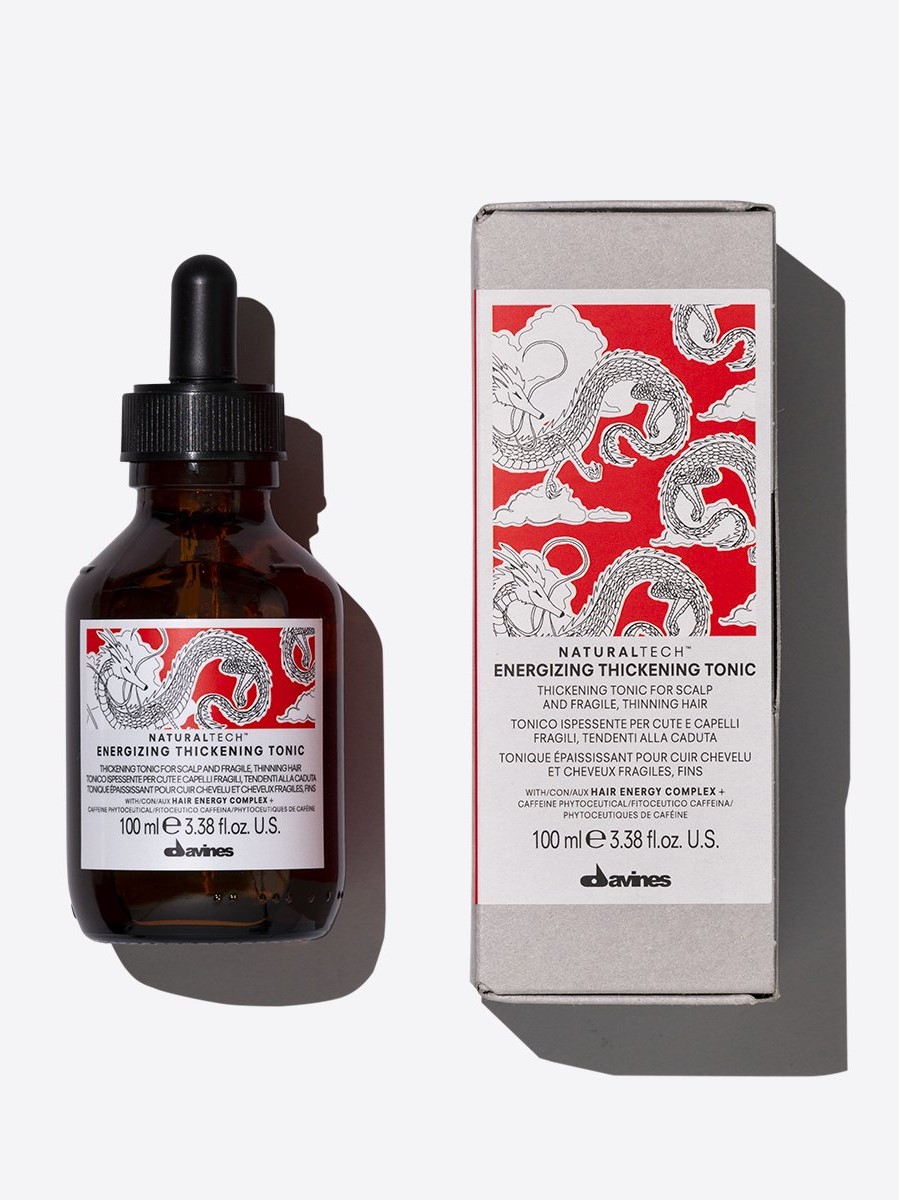 NATURALTECH™
ENERGIZING THICKENING TONIC
THICKENING TONIC FOR SCALP AND FRAGILE, THINNING HAIR
TONICO ISPESSENTE PER CUTE E CAPELLI FRAGILI, TENDENTI ALLA CADUTA
TONIQUE ÉPAISSISSANT POUR CUIR CHEVELU ET CHEVEUX FRAGILES, FINS
WITH/CON/AUX HAIR ENERGY COMPLEX +
CAFFEINE PHYTOCEUTICAL/FITOCEUTICO CAFFEINA/PHYTOCEUTIQUES DE CAFÉINE
100 ml ℮ 3.38 fl.oz. U.S.
davines
NATURALTECH™
ENERGIZING THICKENING TONIC
THICKENING TONIC FOR SCALP
AND FRAGILE, THINNING HAIR
TONICO ISPESSENTE PER CUTE E CAPELLI
FRAGILI, TENDENTI ALLA CADUTA
TONIQUE ÉPAISSISSANT POUR CUIR CHEVELU
ET CHEVEUX FRAGILES, FINS
WITH/CON/AUX HAIR ENERGY COMPLEX +
CAFFEINE PHYTOCEUTICAL/FITOCEUTICO CAFFEINA/
PHYTOCEUTIQUES DE CAFÉINE
100 ml ℮ 3.38 fl.oz. U.S.
davines